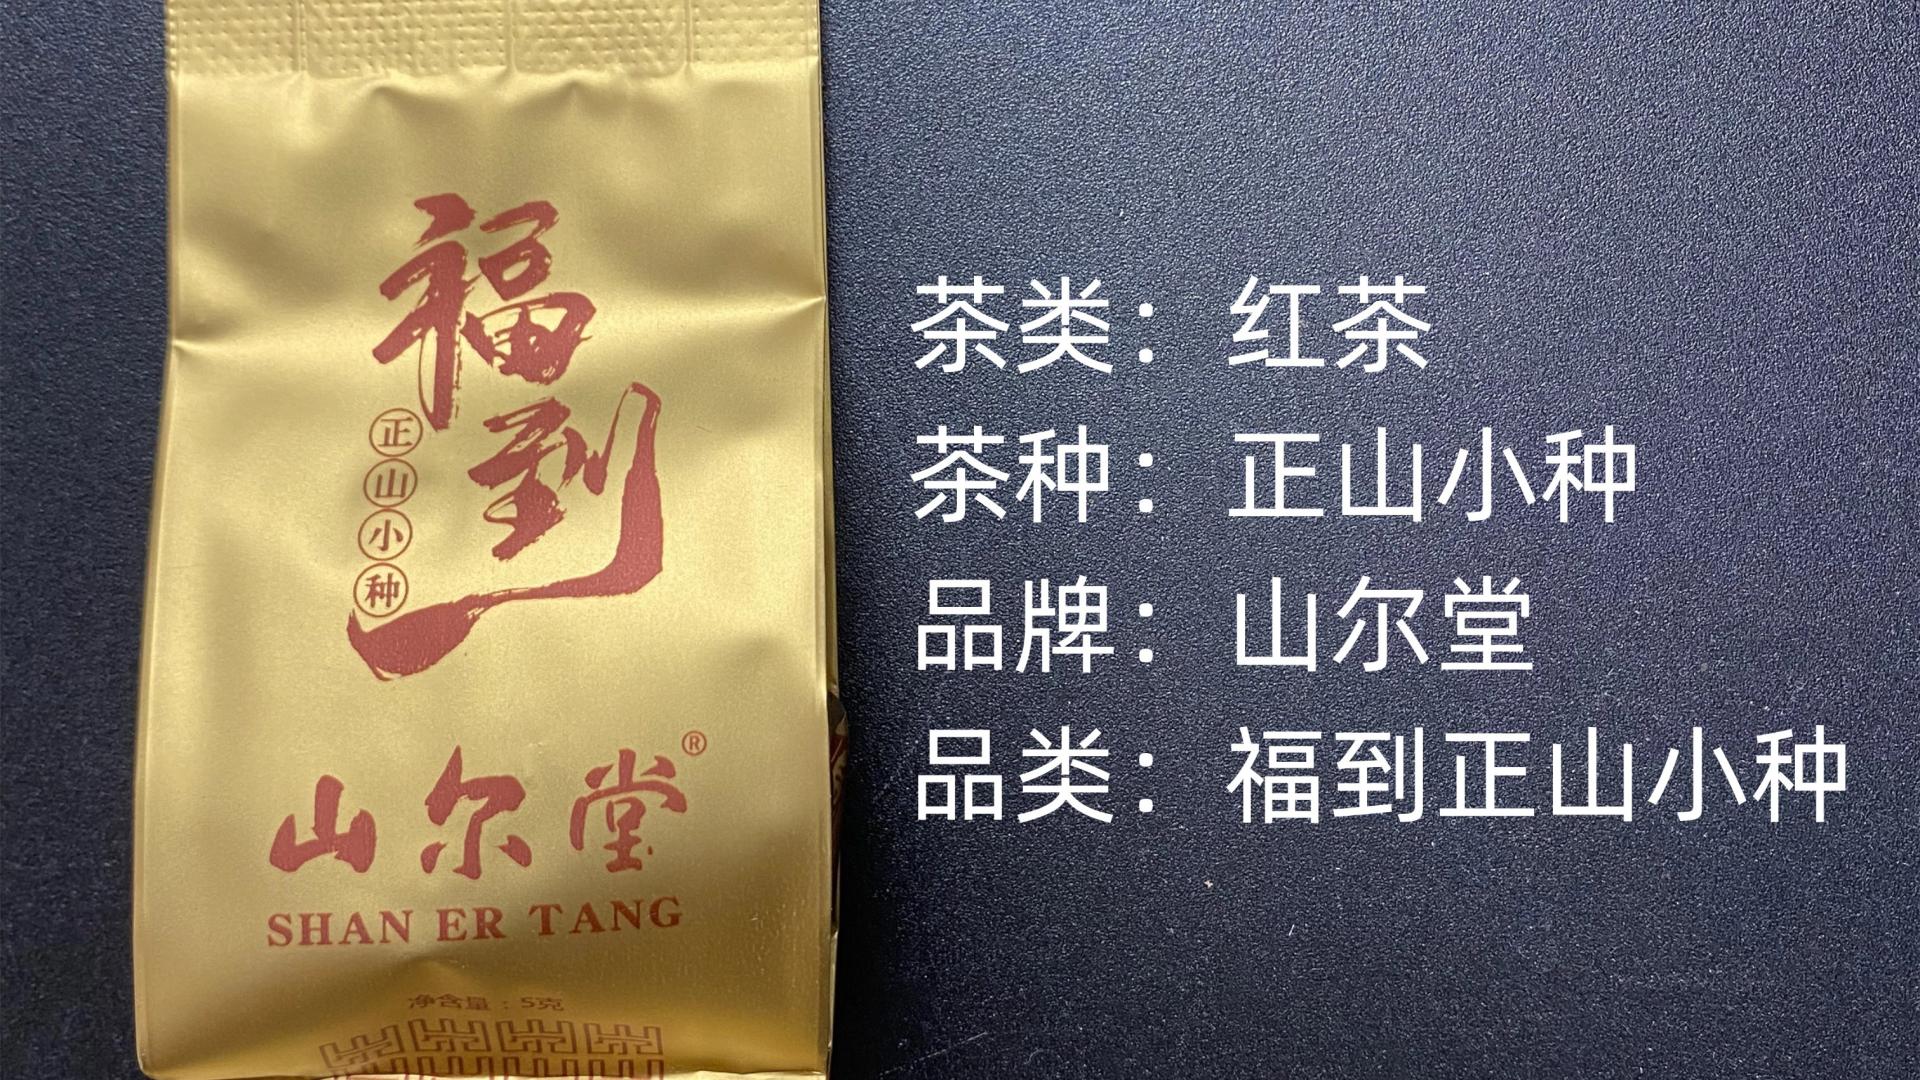 福到
正山小种
山尔堂®
SHAN ER TANG
净含量：5克
茶类：红茶
茶种：正山小种
品牌：山尔堂
品类：福到正山小种